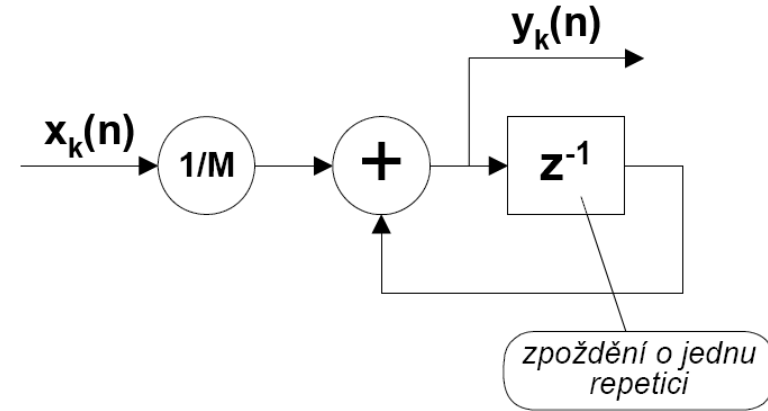 yₖ(n)
xₖ(n)
1/M
+
z⁻¹
zpoždění o jednu
repetici